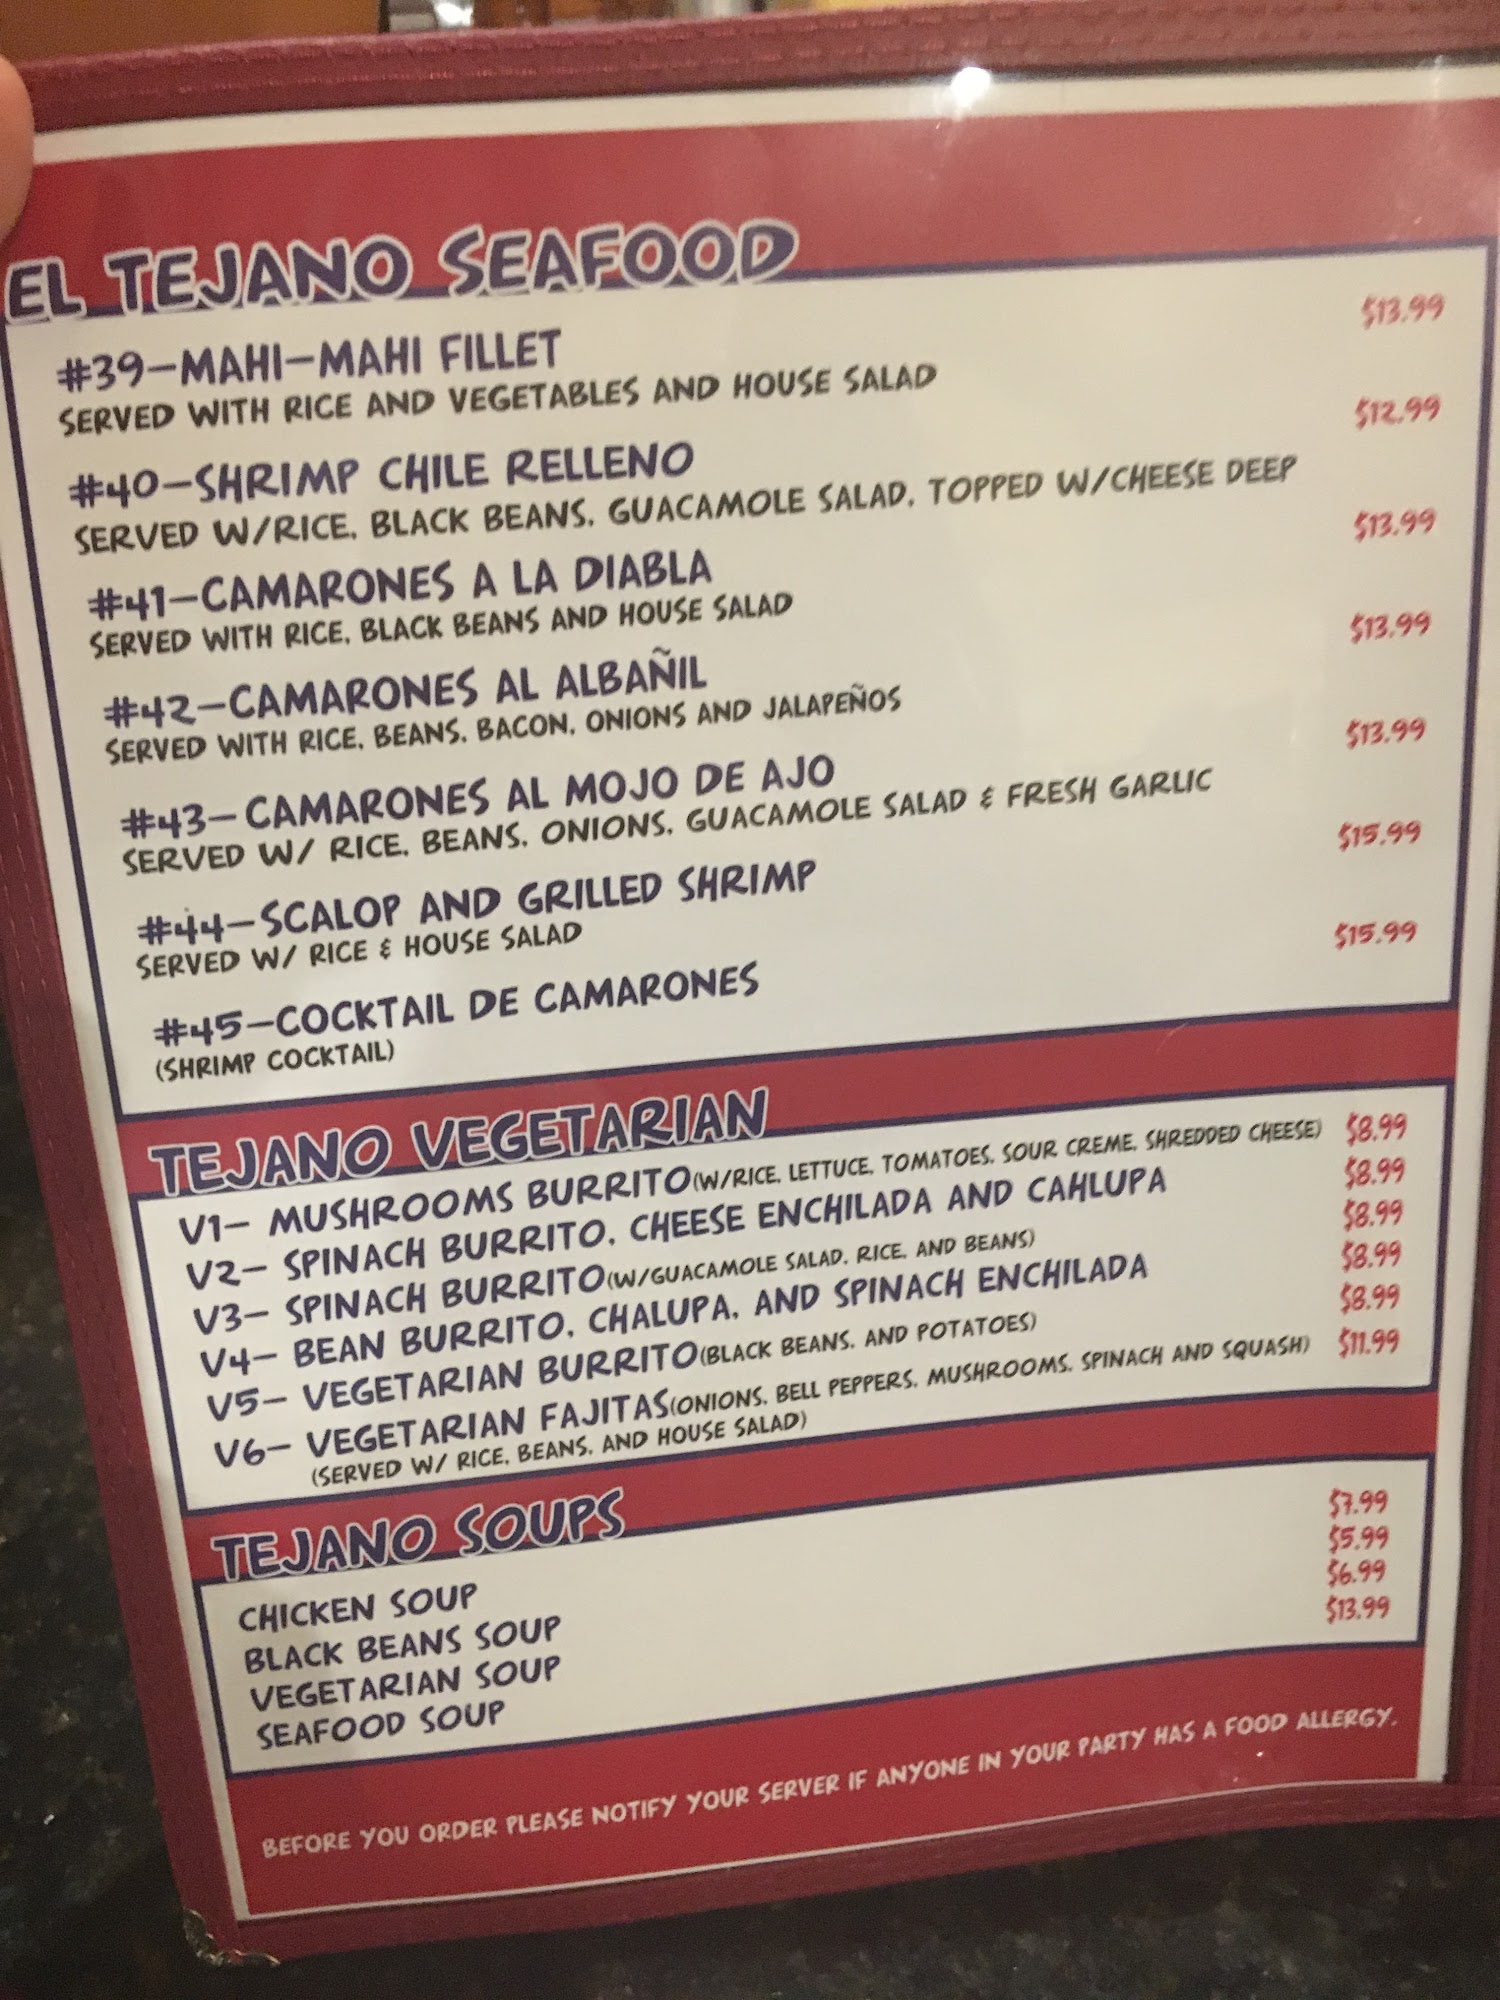 EL TEJANO SEAFOOD
#39-MAHI-MAHI FILLET $13.99
SERVED WITH RICE AND VEGETABLES AND HOUSE SALAD
#40-SHRIMP CHILE RELLENO $12.99
SERVED W/RICE, BLACK BEANS, GUACAMOLE SALAD, TOPPED W/CHEESE DEEP
#41-CAMARONES A LA DIABLA $13.99
SERVED WITH RICE, BLACK BEANS AND HOUSE SALAD
#42-CAMARONES AL ALBAÑIL $13.99
SERVED WITH RICE, BEANS, BACON, ONIONS AND JALAPEÑOS
#43-CAMARONES AL MOJO DE AJO $13.99
SERVED W/ RICE, BEANS, ONIONS, GUACAMOLE SALAD & FRESH GARLIC
#44-SCALOP AND GRILLED SHRIMP $15.99
SERVED W/ RICE & HOUSE SALAD
#45-COCKTAIL DE CAMARONES $15.99
(SHRIMP COCKTAIL)
TEJANO VEGETARIAN
V1- MUSHROOMS BURRITO(W/RICE, LETTUCE, TOMATOES, SOUR CREME, SHREDDED CHEESE) $8.99
V2- SPINACH BURRITO, CHEESE ENCHILADA AND CAHLUPA $8.99
V3- SPINACH BURRITO(W/GUACAMOLE SALAD, RICE, AND BEANS) $8.99
V4- BEAN BURRITO, CHALUPA, AND SPINACH ENCHILADA $8.99
V5- VEGETARIAN BURRITO(BLACK BEANS, AND POTATOES) $8.99
V6- VEGETARIAN FAJITAS(ONIONS, BELL PEPPERS, MUSHROOMS, SPINACH AND SQUASH) $11.99
(SERVED W/ RICE, BEANS, AND HOUSE SALAD)
TEJANO SOUPS
CHICKEN SOUP $7.99
BLACK BEANS SOUP $5.99
VEGETARIAN SOUP $6.99
SEAFOOD SOUP $13.99
BEFORE YOU ORDER PLEASE NOTIFY YOUR SERVER IF ANYONE IN YOUR PARTY HAS A FOOD ALLERGY.